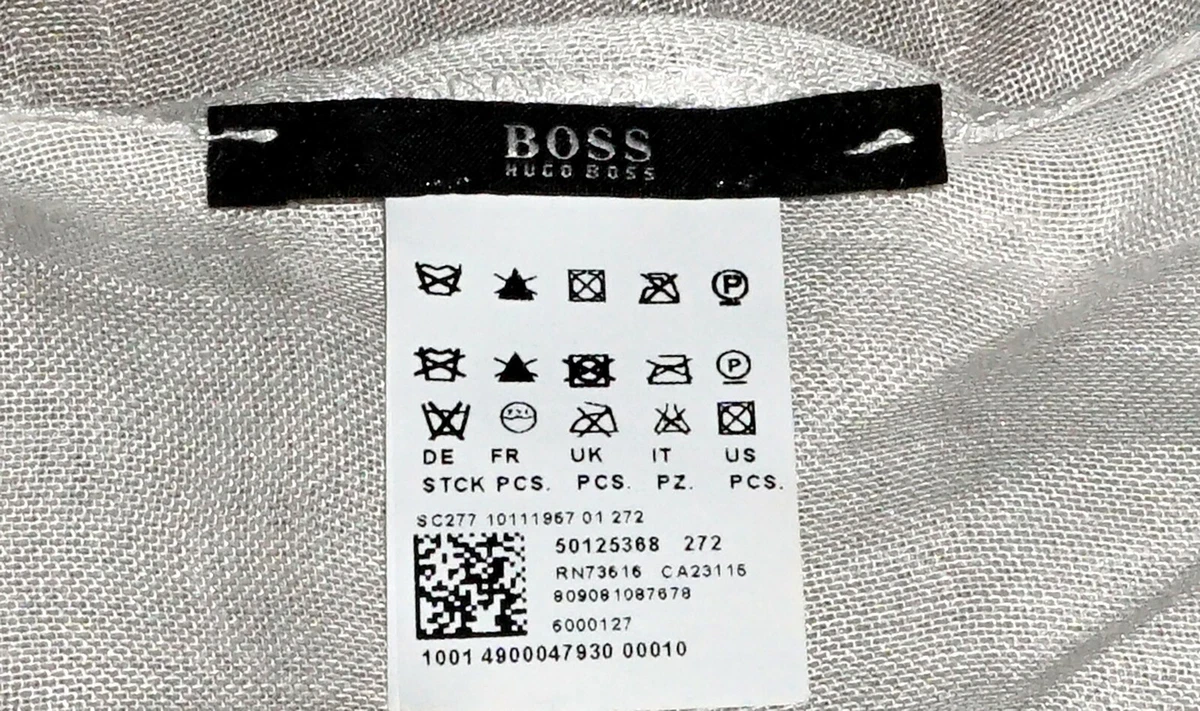 BOSS
HUGO BOSS
P
P
DE FR UK IT US
STCK PCS. PCS. PZ. PCS.
SC277 10111967 01 272
50125368 272
RN73616 CA23116
809081087678
6000127
1001 4900047930 00010